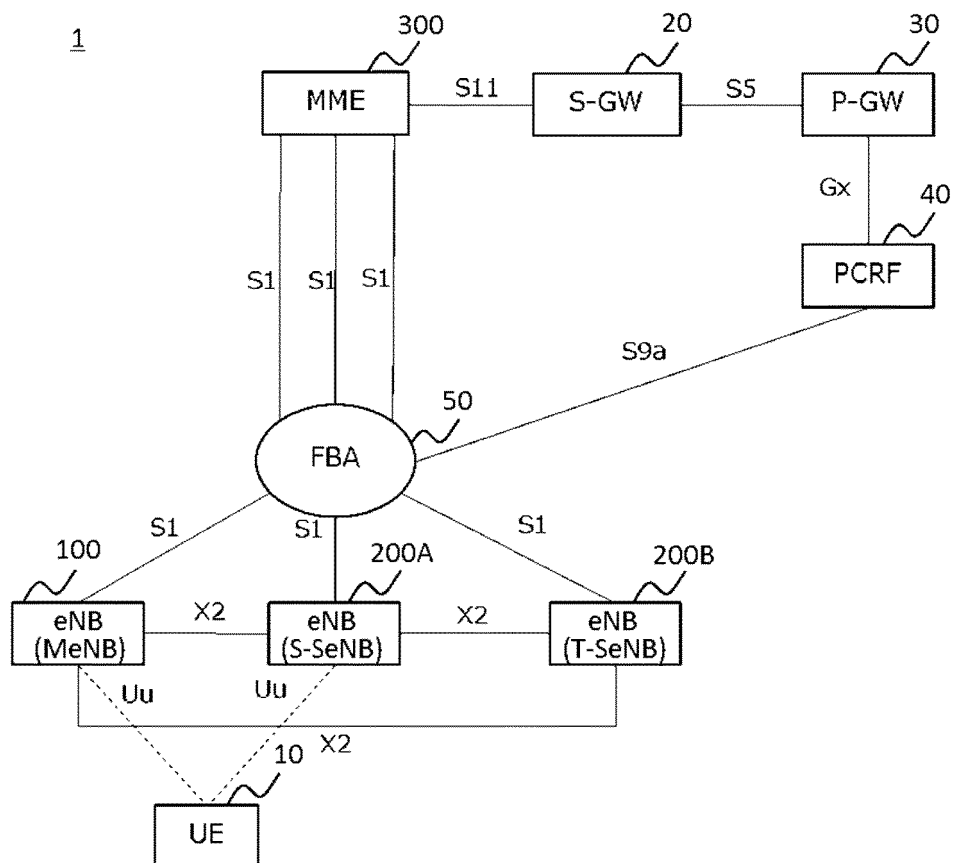 1
300
20
30
MME
S11
S-GW
S5
P-GW
Gx
40
PCRF
S1
S1
S1
S9a
50
FBA
S1
S1
S1
100
200A
200B
eNB
(MeNB)
X2
eNB
(S-SeNB)
X2
eNB
(T-SeNB)
Uu
Uu
X2
10
UE